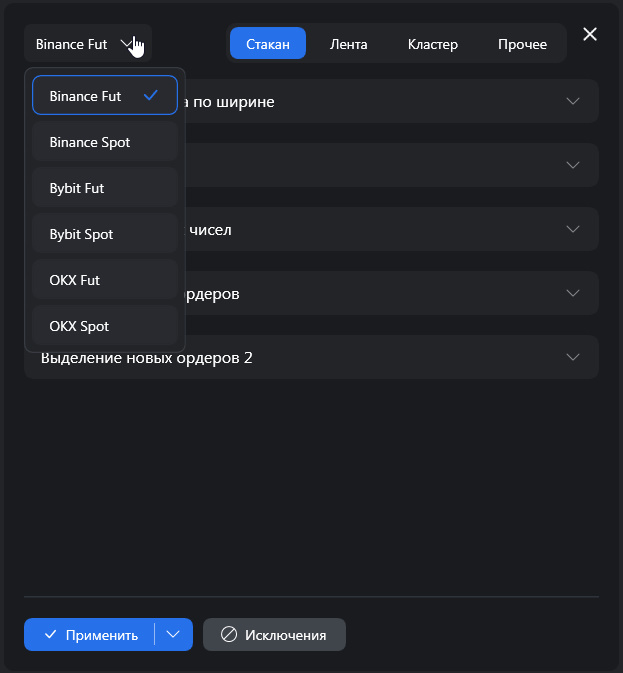 Binance Fut
Стакан
Лента
Кластер
Прочее
Binance Fut
Binance Spot
Bybit Fut
Bybit Spot
OKX Fut
OKX Spot
по ширине
чисел
Выделение новых ордеров 2
Применить
Исключения